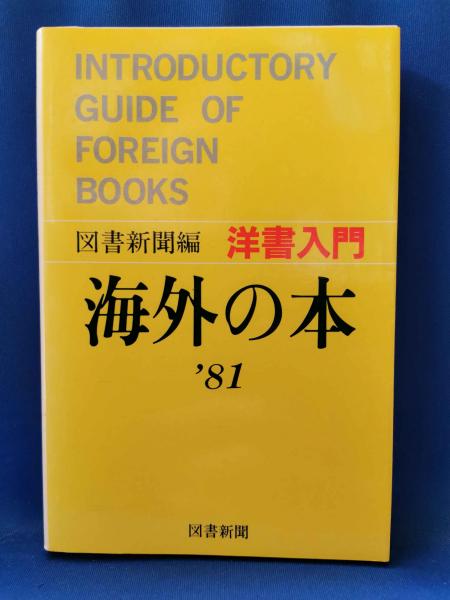 INTRODUCTORY
GUIDE OF
FOREIGN
BOOKS
図書新聞編 洋書入門
海外の本
’81
図書新聞